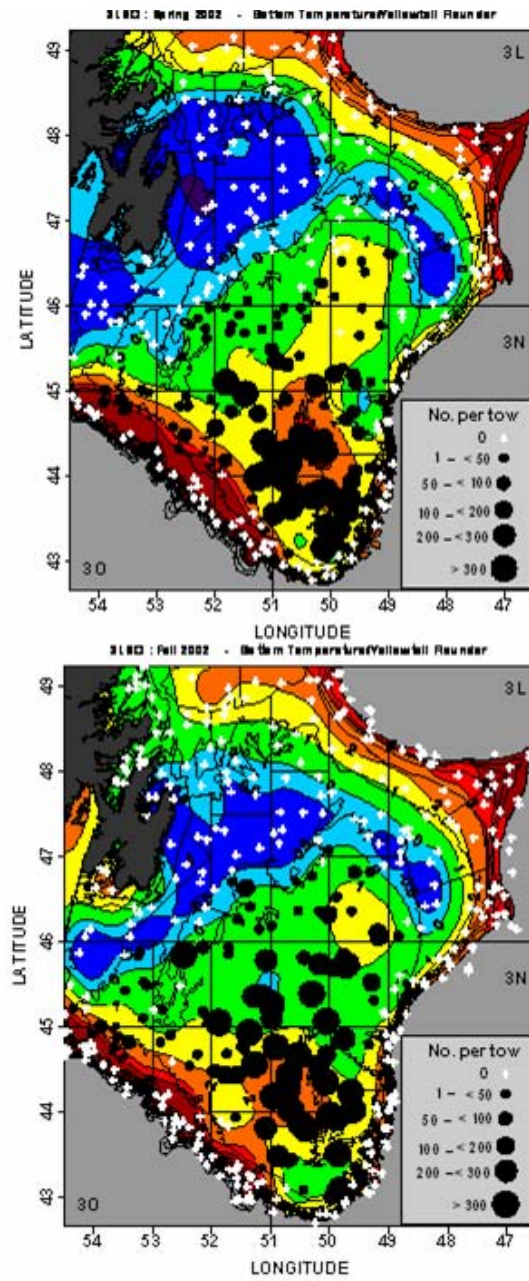 3LNO : Spring 2002 - Bottom Temperature/Yellowtail Flounder
49
48
47
46
45
44
43
LATITUDE
3L
3N
3O
No. per tow
0
1 - < 50
50 - < 100
100 - < 200
200 - < 300
> 300
54 53 52 51 50 49 48 47
LONGITUDE
3LNO : Fall 2002 - Bottom Temperature/Yellowtail Flounder
49
48
47
46
45
44
43
LATITUDE
3L
3N
3O
No. per tow
0
1 - < 50
50 - < 100
100 - < 200
200 - < 300
> 300
54 53 52 51 50 49 48 47
LONGITUDE